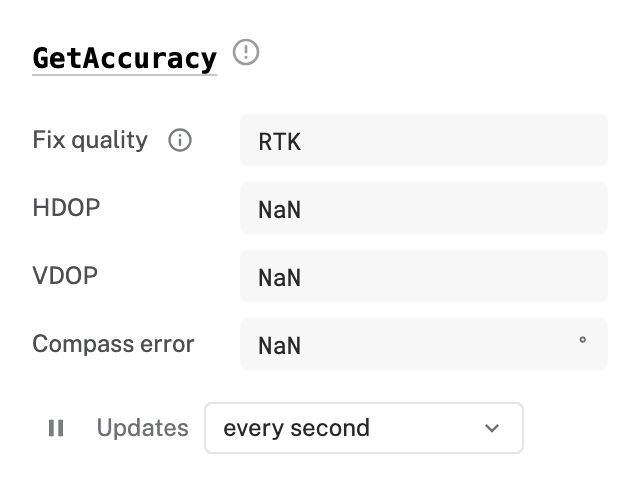 GetAccuracy
Fix quality RTK
HDOP NaN
VDOP NaN
Compass error NaN °
Updates every second